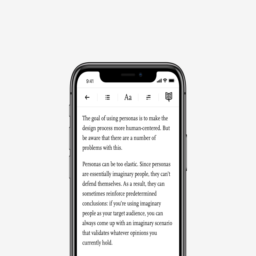 9:41
Aa
The goal of using personas is to make the
design process more human-centered. But
be aware that there are a number of
problems with this.
Personas can be too elastic. Since personas
are essentially imaginary people, they can't
defend themselves. As a result, they can
sometimes reinforce predetermined
conclusions: if you're using imaginary
people as your target audience, you can
always come up with an imaginary scenario
that validates whatever opinions you
currently hold.